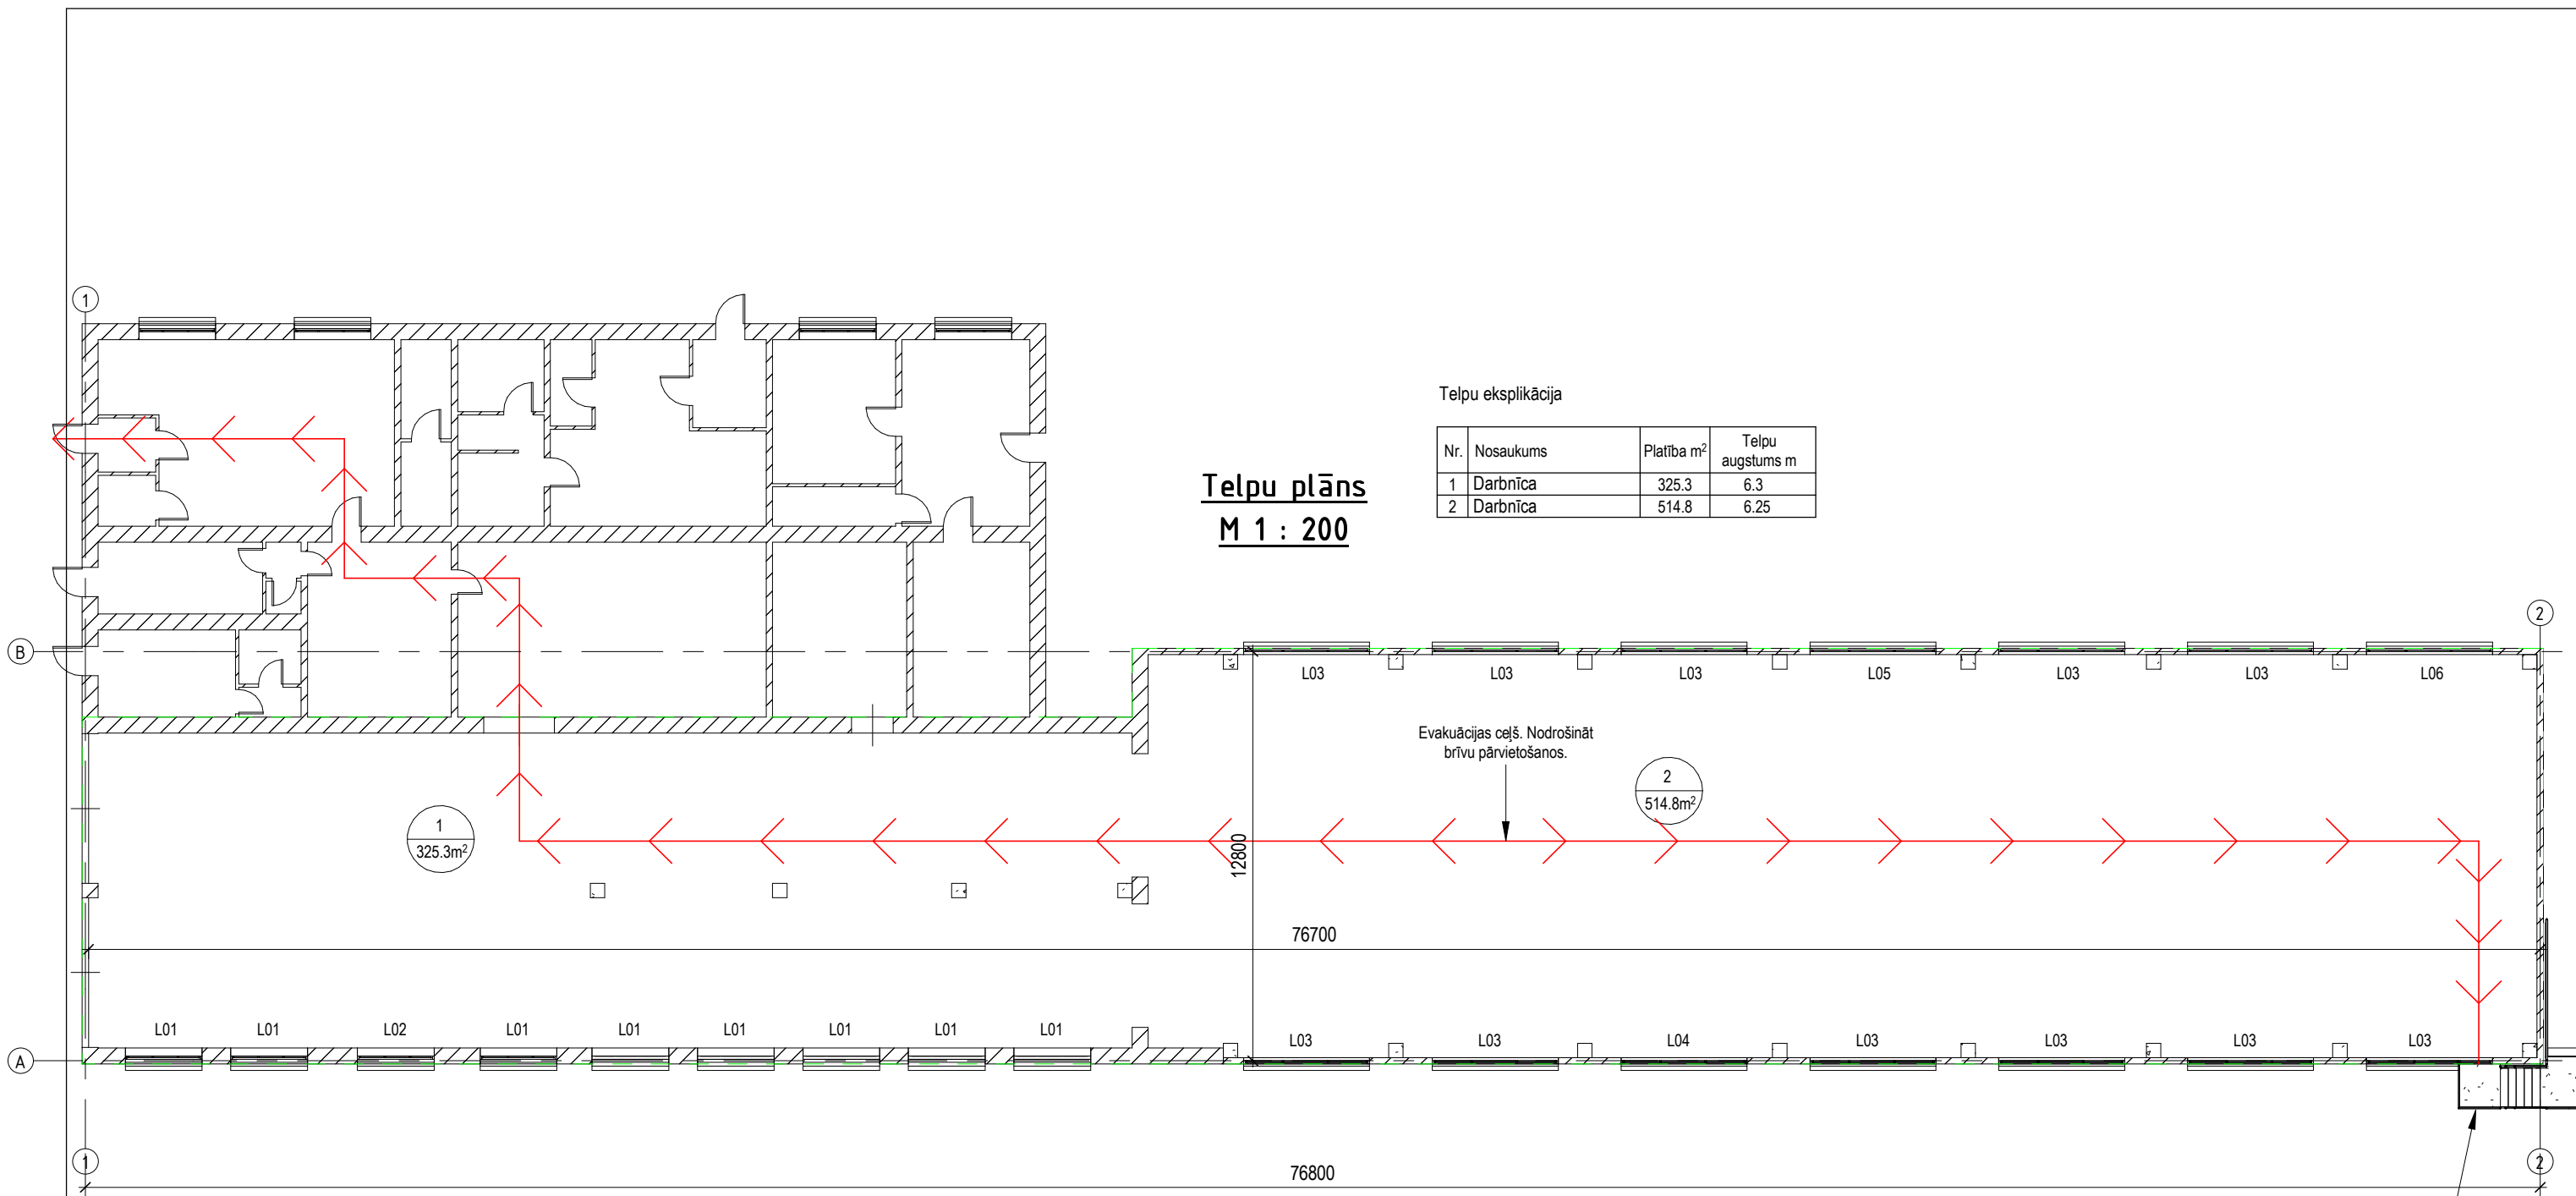 1
Telpu eksplikācija
Nr. Nosaukums Platība m² Telpu augstums m
1 Darbnīca 325.3 6.3
2 Darbnīca 514.8 6.25
Telpu plāns
M 1 : 200
2
B
L03 L03 L03 L05 L03 L03 L06
Evakuācijas ceļš. Nodrošināt
brīvu pārvietošanos.
2
514.8m²
1
325.3m²
12800
76700
L01 L01 L02 L01 L01 L01 L01 L01 L01
L03 L03 L04 L03 L03 L03 L03
A
1
2
76800